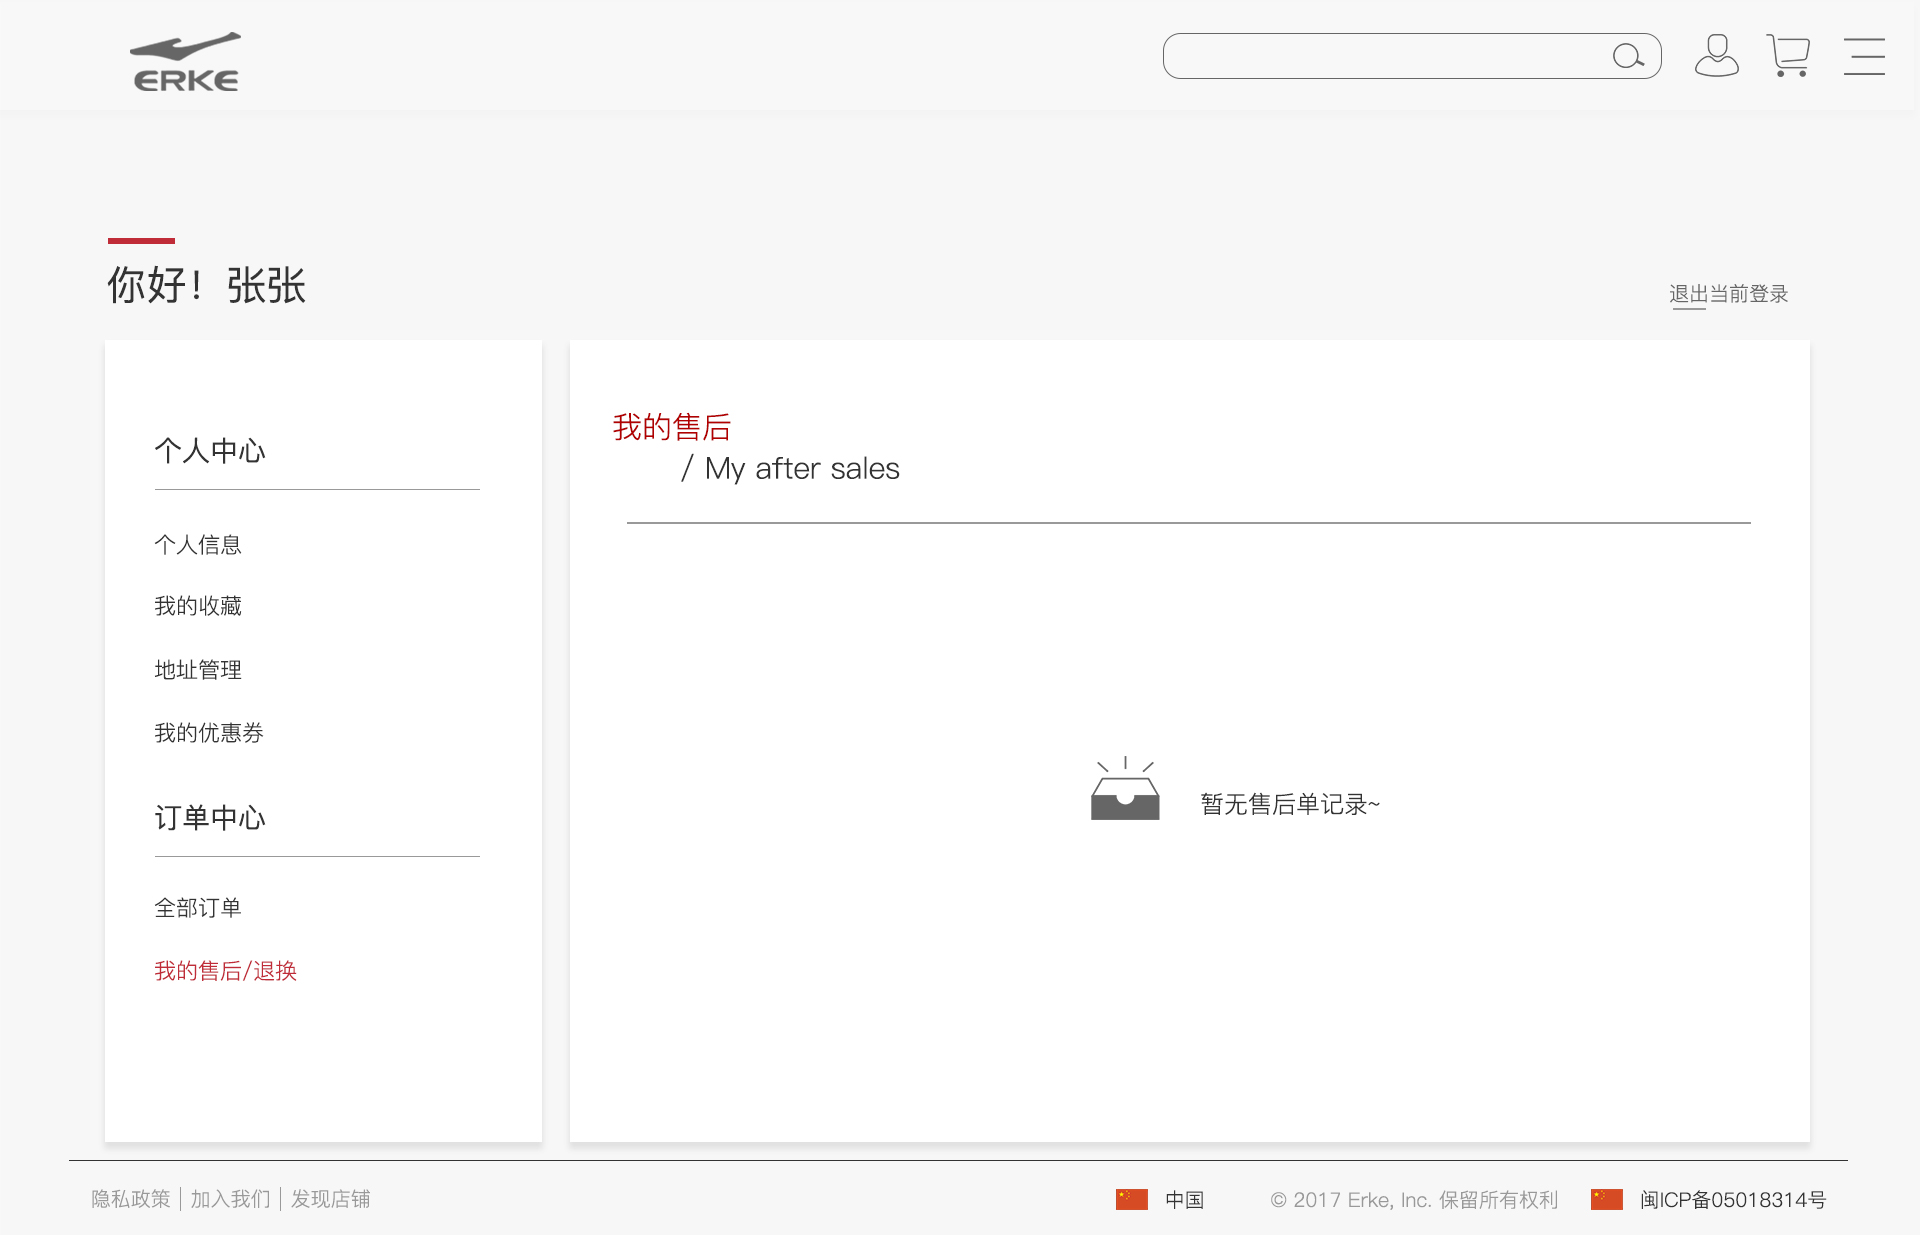 ERKE
你好！张张
退出当前登录
个人中心
个人信息
我的收藏
地址管理
我的优惠券
订单中心
全部订单
我的售后/退换
我的售后
/ My after sales
暂无售后单记录~
隐私政策 | 加入我们 | 发现店铺
中国
© 2017 Erke, Inc. 保留所有权利
闽ICP备05018314号